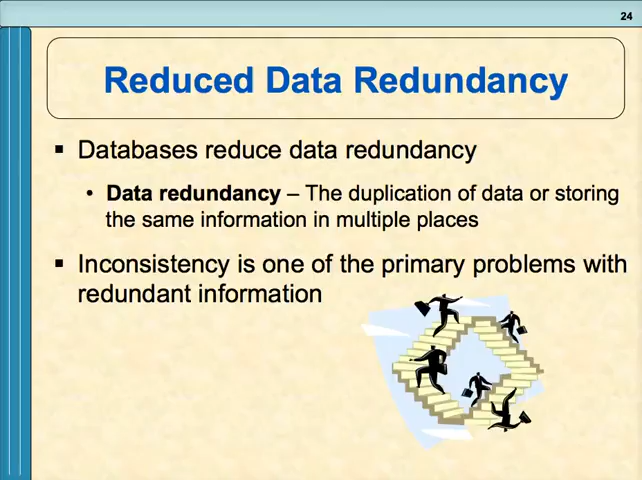 24
Reduced Data Redundancy
▪ Databases reduce data redundancy
• Data redundancy – The duplication of data or storing
the same information in multiple places
▪ Inconsistency is one of the primary problems with
redundant information